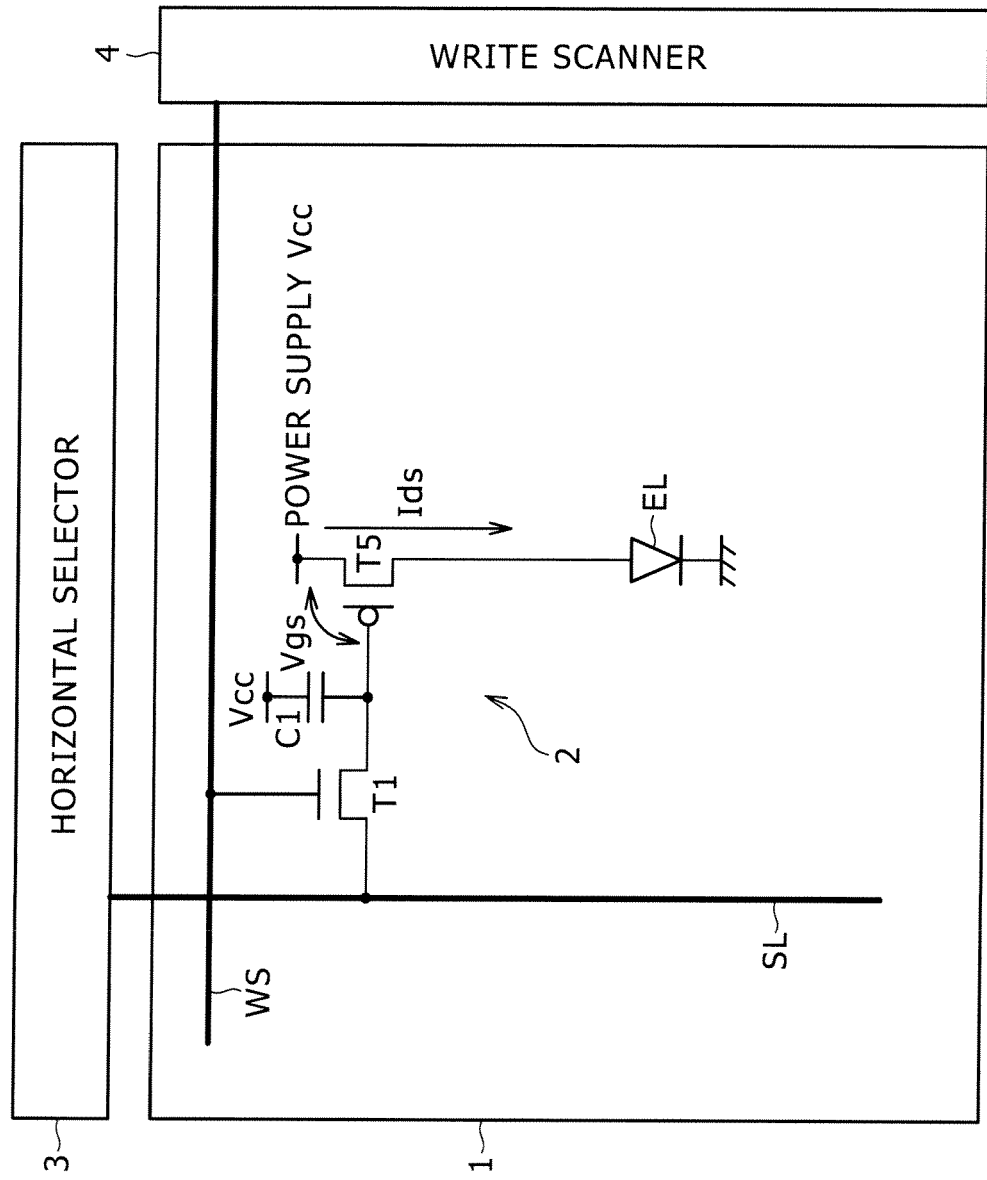 HORIZONTAL SELECTOR
3
4
WRITE SCANNER
WS
Vcc
C1
Vgs
POWER SUPPLY Vcc
T1
T5
Ids
2
EL
SL
1